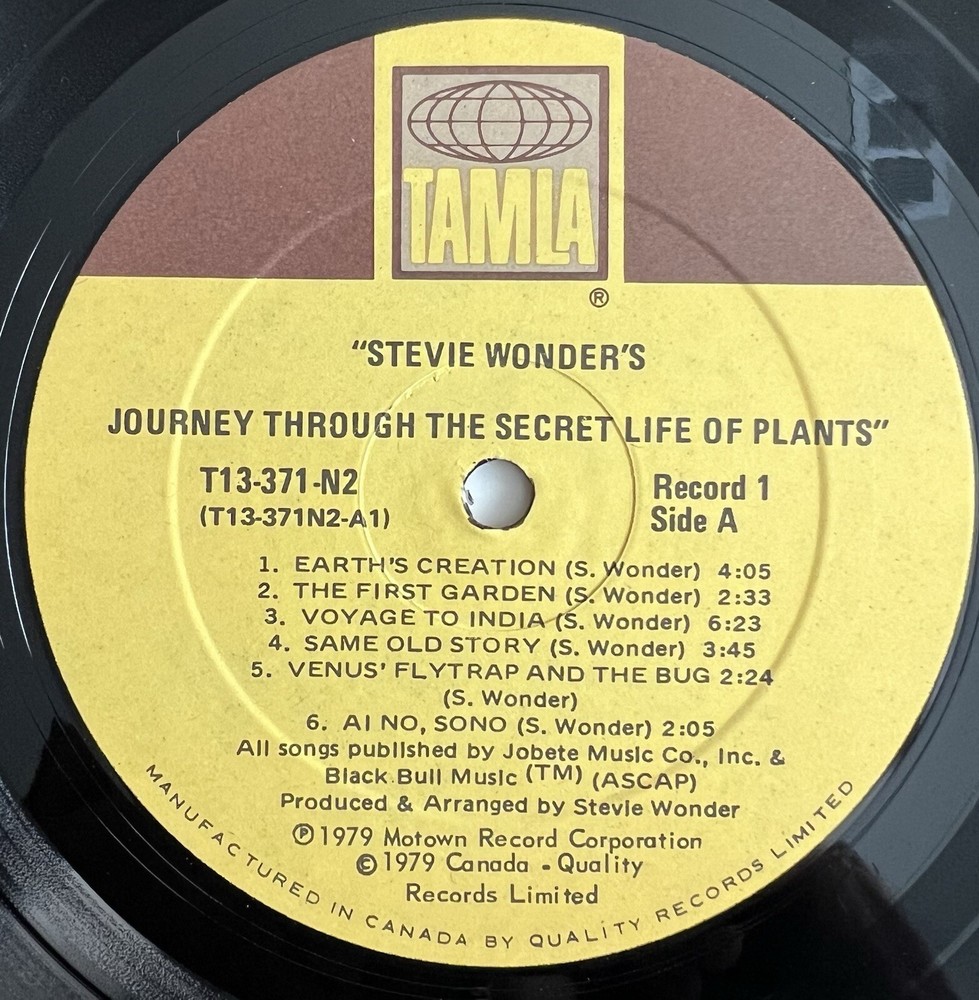 TAMLA
®
"STEVIE WONDER'S
JOURNEY THROUGH THE SECRET LIFE OF PLANTS"
T13-371-N2
(T13-371N2-A1)
Record 1
Side A
1. EARTH'S CREATION (S. Wonder) 4:05
2. THE FIRST GARDEN (S. Wonder) 2:33
3. VOYAGE TO INDIA (S. Wonder) 6:23
4. SAME OLD STORY (S. Wonder) 3:45
5. VENUS' FLYTRAP AND THE BUG 2:24
(S. Wonder)
6. AI NO, SONO (S. Wonder) 2:05
All songs published by Jobete Music Co., Inc. &
Black Bull Music (TM) (ASCAP)
Produced & Arranged by Stevie Wonder
℗ 1979 Motown Record Corporation
© 1979 Canada - Quality
Records Limited
MANUFACTURED IN CANADA BY QUALITY RECORDS LIMITED